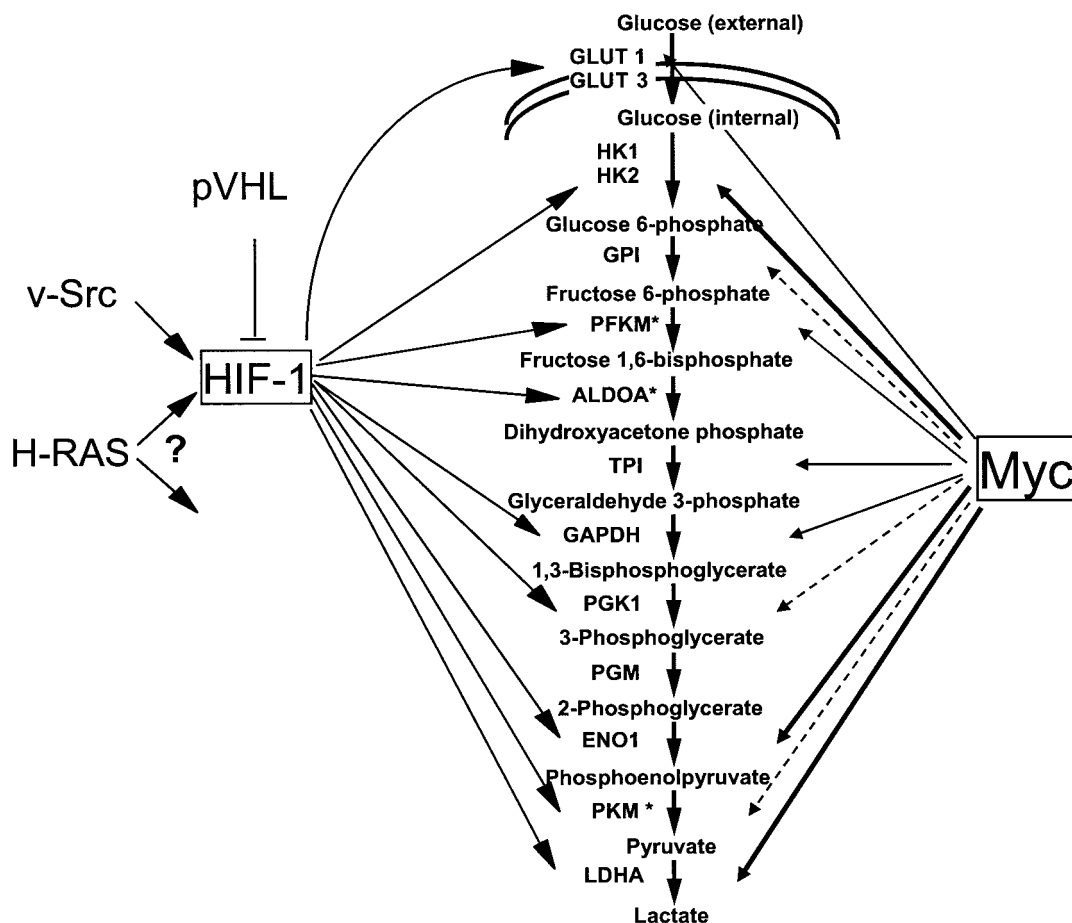 Glucose (external)
GLUT 1
GLUT 3
Glucose (internal)
HK1
HK2
pVHL
Glucose 6-phosphate
GPI
v-Src
Fructose 6-phosphate
PFKM*
HIF-1
Fructose 1,6-bisphosphate
ALDOA*
Dihydroxyacetone phosphate
H-RAS
?
TPI
Myc
Glyceraldehyde 3-phosphate
GAPDH
1,3-Bisphosphoglycerate
PGK1
3-Phosphoglycerate
PGM
2-Phosphoglycerate
ENO1
Phosphoenolpyruvate
PKM *
Pyruvate
LDHA
Lactate